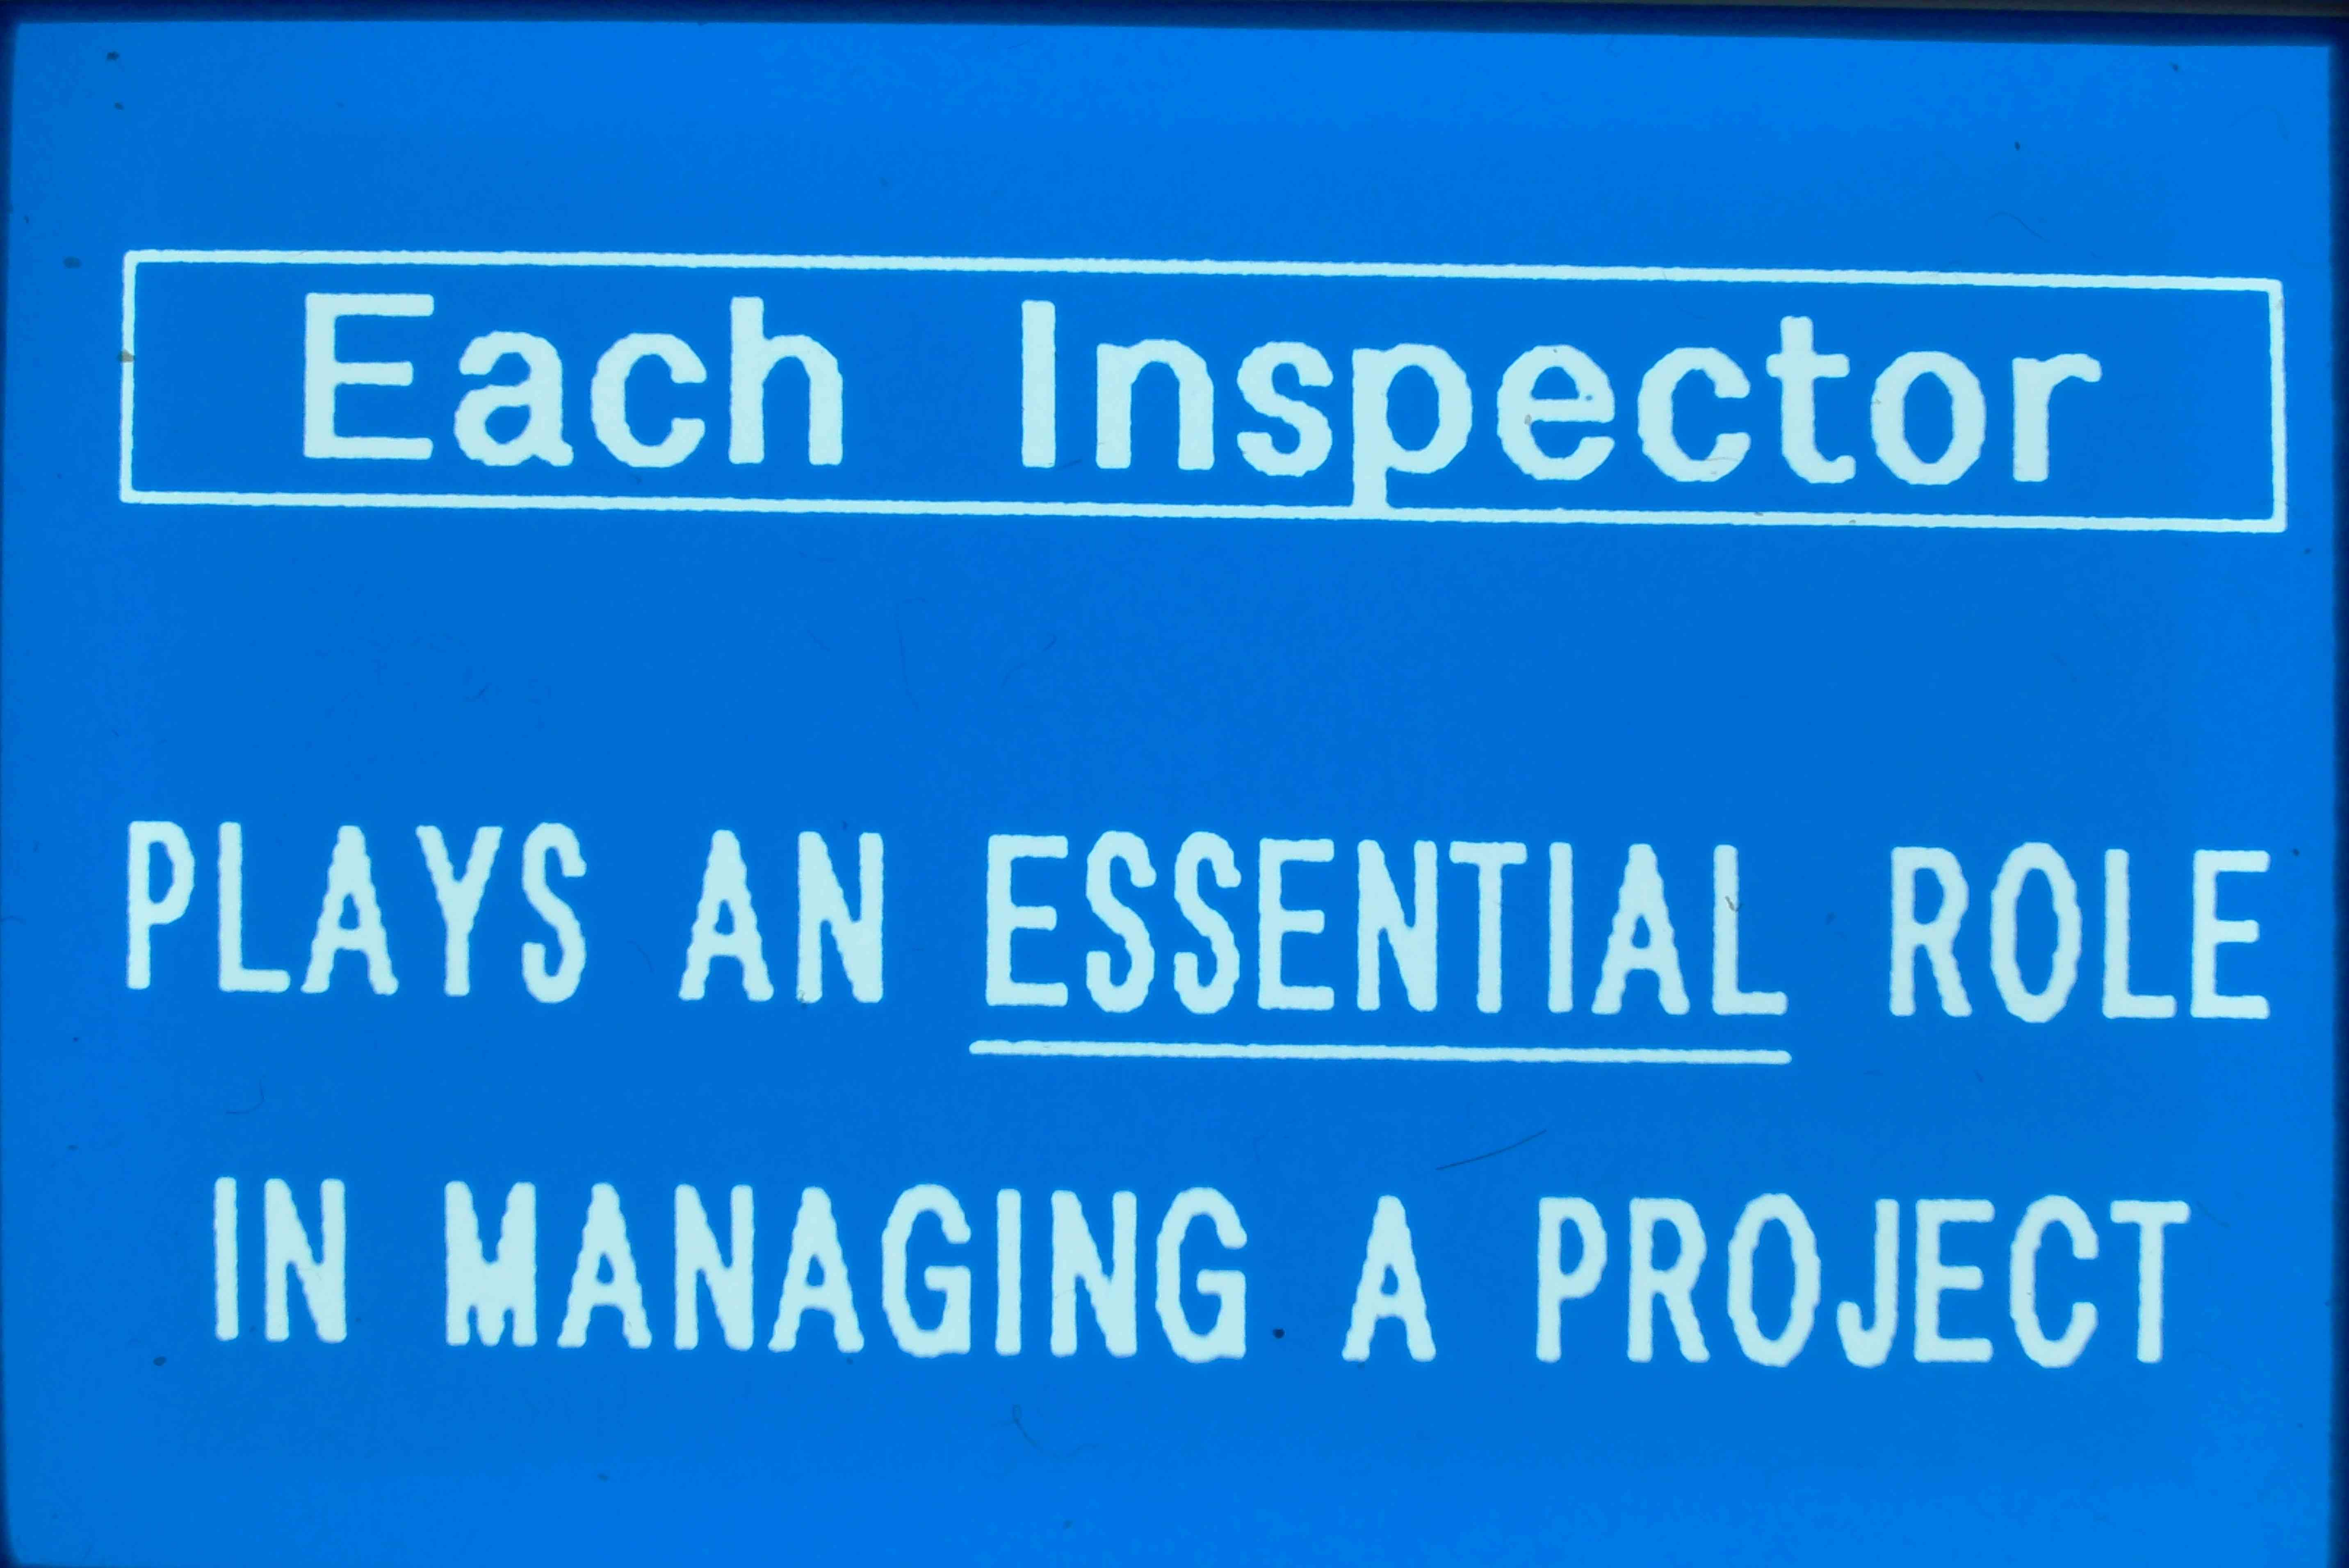 Each Inspector
PLAYS AN ESSENTIAL ROLE
IN MANAGING A PROJECT